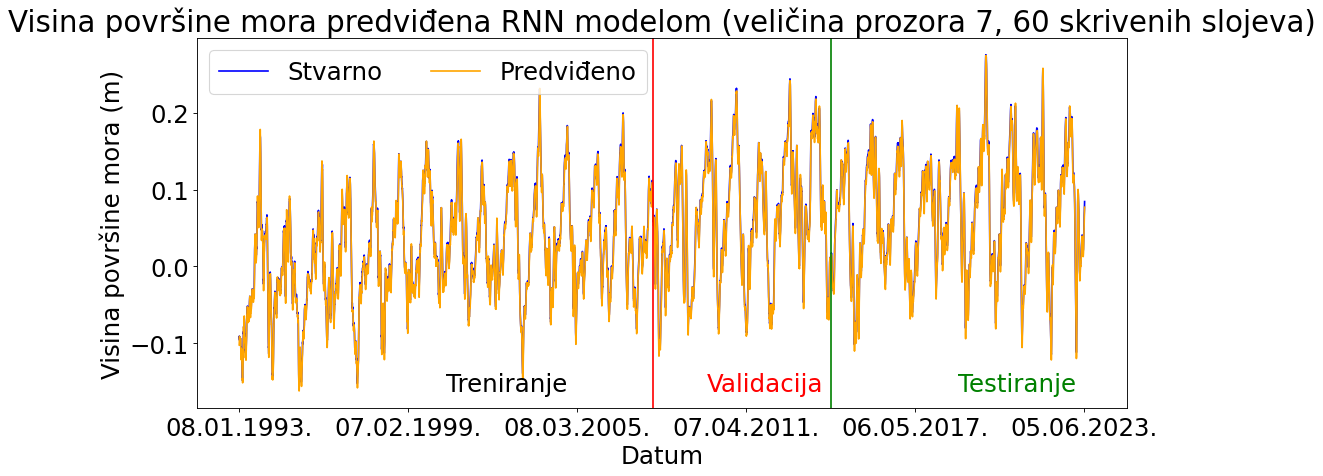 Visina površine mora predviđena RNN modelom (veličina prozora 7, 60 skrivenih slojeva)
Stvarno
Predviđeno
Visina površine mora (m)
0.2
0.1
0.0
−0.1
Treniranje
Validacija
Testiranje
08.01.1993.
07.02.1999.
08.03.2005.
07.04.2011.
06.05.2017.
05.06.2023.
Datum